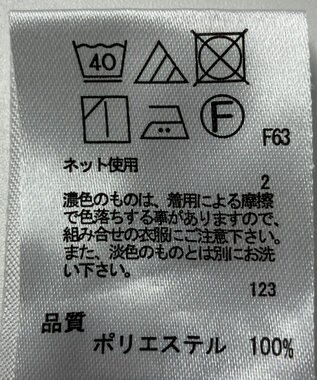 40
F
F63
ネット使用
2
濃色のものは、着用による摩擦
で色落ちする事がありますので、
組み合せの衣服にご注意下さい。
また、淡色のものとは別にお洗
い下さい。
123
品質
ポリエステル 100%